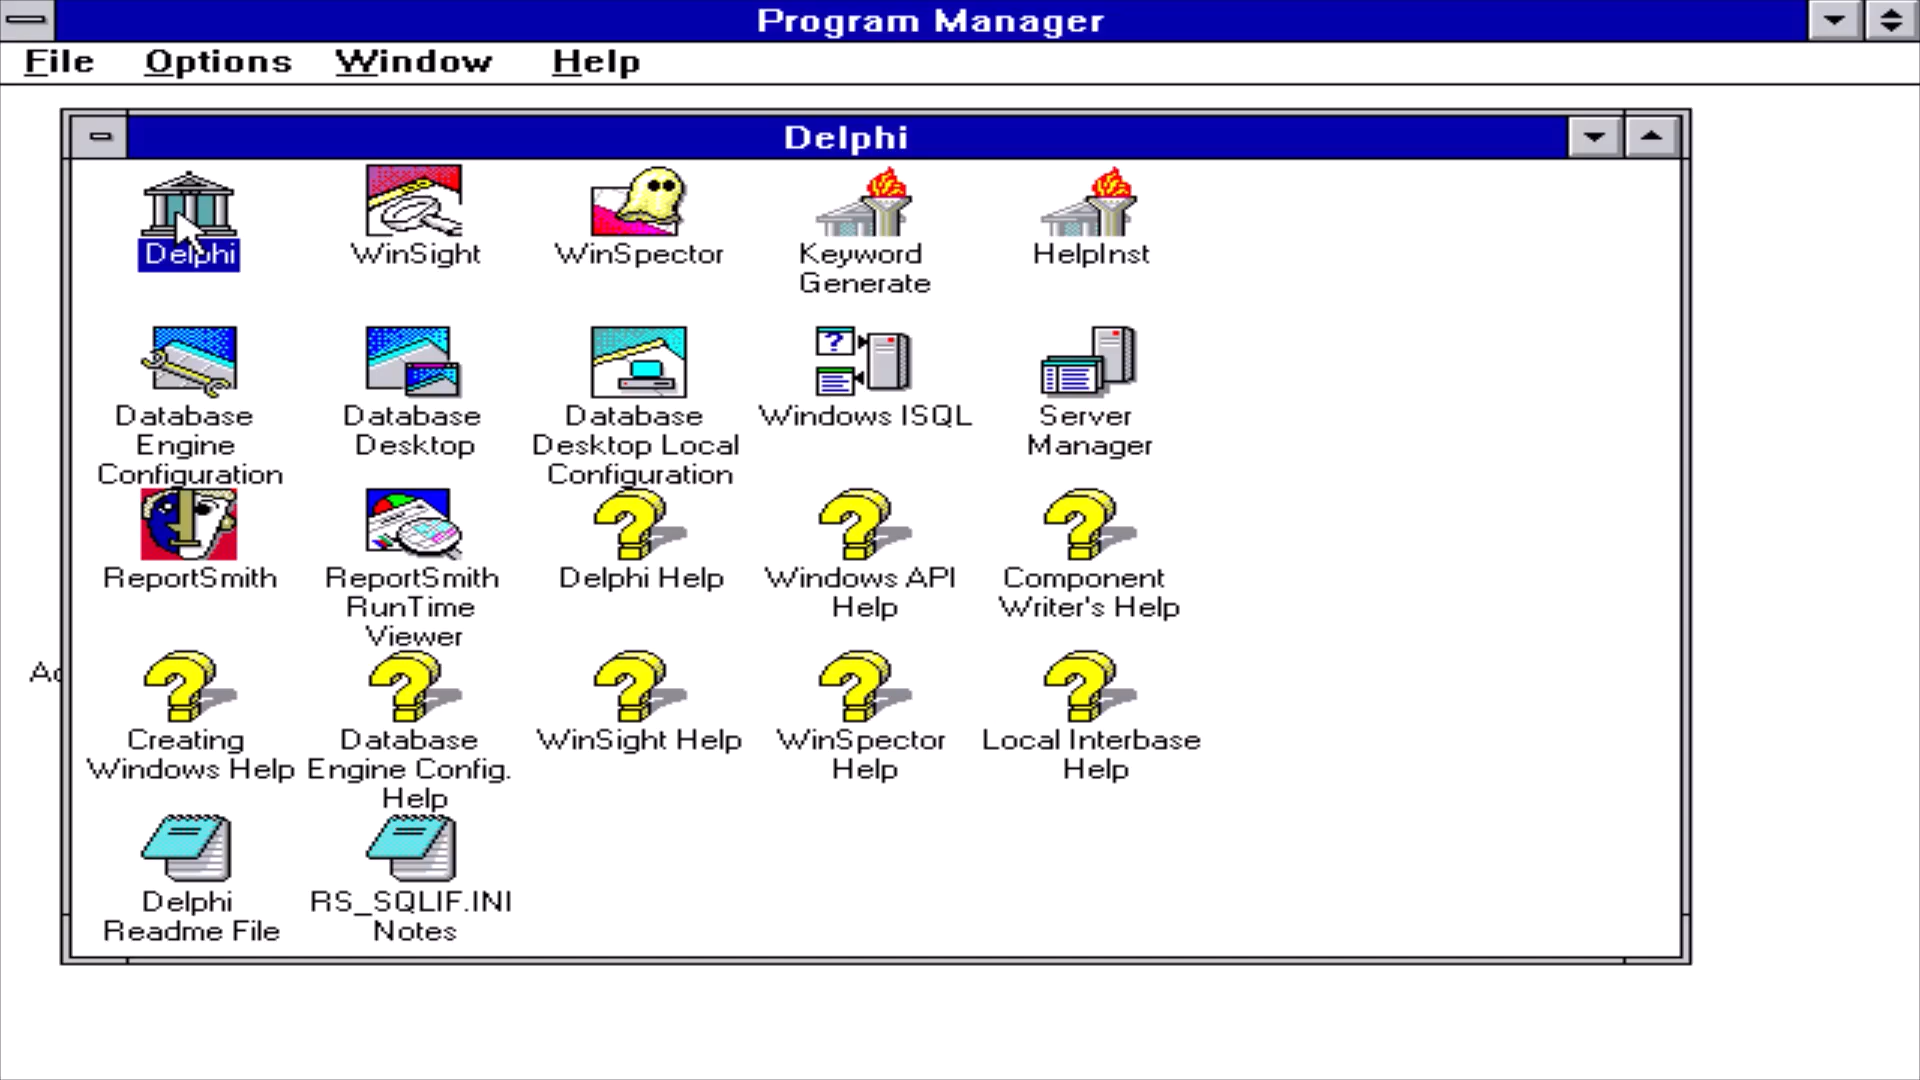 Program Manager
File Options Window Help
Delphi
Delphi WinSight WinSpector Keyword HelpInst
Generate
Database Database Database Windows ISQL Server
Engine Desktop Desktop Local Manager
Configuration Configuration
ReportSmith ReportSmith Delphi Help Windows API Component
RunTime Help Writer's Help
Viewer
Ac
Creating Database WinSight Help WinSpector Local Interbase
Windows Help Engine Config. Help Help
Help
Delphi RS_SQLIF.INI
Readme File Notes